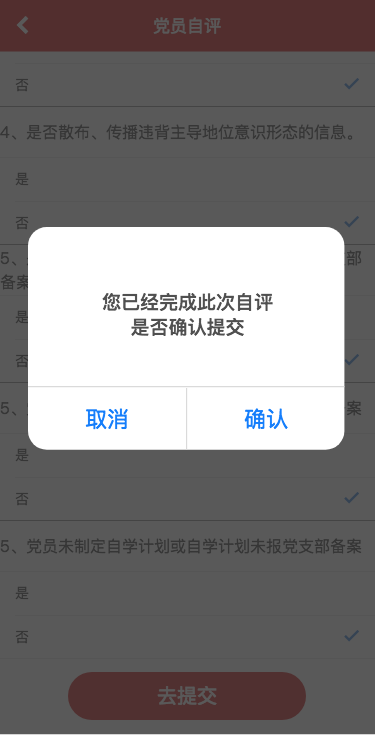 党员自评
否
4、是否散布、传播违背主导地位意识形态的信息。
是
否
5、
部
备案
是
否
您已经完成此次自评
是否确认提交
取消
确认
5、
案
是
否
5、党员未制定自学计划或自学计划未报党支部备案
是
否
去提交